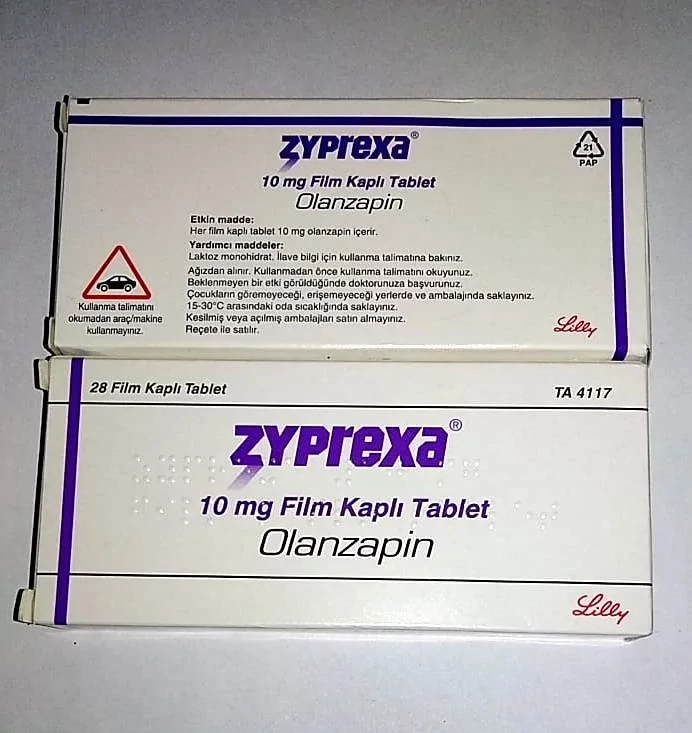 zyprexa®
21
PAP
10 mg Film Kaplı Tablet
Olanzapin
Etkin madde:
Her film kaplı tablet 10 mg olanzapin içerir.
Yardımcı maddeler:
Laktoz monohidrat. İlave bilgi için kullanma talimatına bakınız.
Ağızdan alınır. Kullanmadan önce kullanma talimatını okuyunuz.
Beklenmeyen bir etki görüldüğünde doktorunuza başvurunuz.
Çocukların göremeyeceği, erişemeyeceği yerlerde ve ambalajında saklayınız.
15-30°C arasındaki oda sıcaklığında saklayınız.
Kesilmiş veya açılmış ambalajları satın almayınız.
Reçete ile satılır.
Kullanma talimatını
okumadan araç/makine
kullanmayınız.
Lilly
28 Film Kaplı Tablet
TA 4117
zyprexa®
10 mg Film Kaplı Tablet
Olanzapin
Lilly